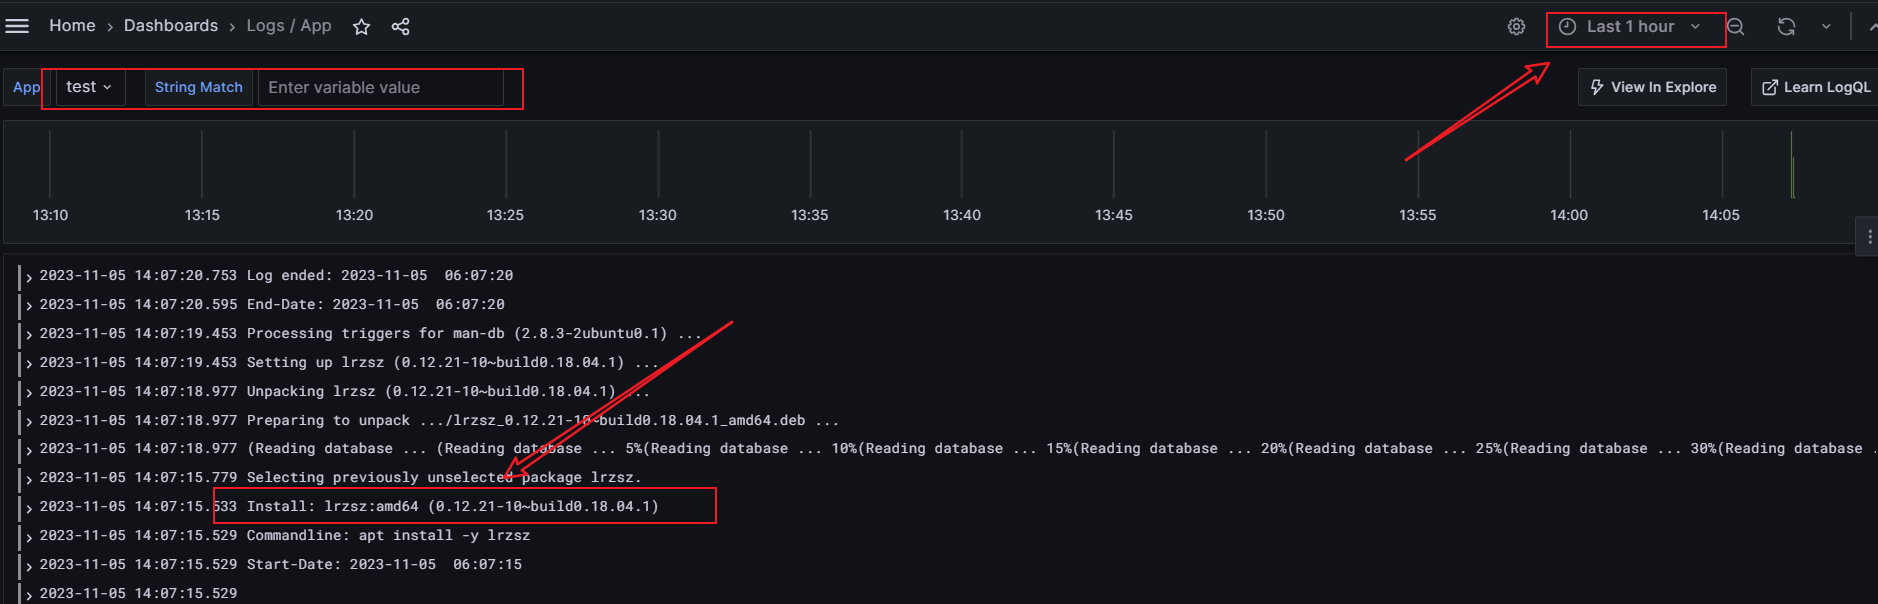 Home › Dashboards › Logs / App
Last 1 hour
App test String Match Enter variable value View In Explore Learn LogQL
13:10 13:15 13:20 13:25 13:30 13:35 13:40 13:45 13:50 13:55 14:00 14:05
2023-11-05 14:07:20.753 Log ended: 2023-11-05  06:07:20
2023-11-05 14:07:20.595 End-Date: 2023-11-05  06:07:20
2023-11-05 14:07:19.453 Processing triggers for man-db (2.8.3-2ubuntu0.1) ...
2023-11-05 14:07:19.453 Setting up lrzsz (0.12.21-10~build0.18.04.1) ...
2023-11-05 14:07:18.977 Unpacking lrzsz (0.12.21-10~build0.18.04.1) ...
2023-11-05 14:07:18.977 Preparing to unpack .../lrzsz_0.12.21-10~build0.18.04.1_amd64.deb ...
2023-11-05 14:07:18.977 (Reading database ... (Reading database ... 5%(Reading database ... 10%(Reading database ... 15%(Reading database ... 20%(Reading database ... 25%(Reading database ... 30%(Reading database .
2023-11-05 14:07:15.779 Selecting previously unselected package lrzsz.
2023-11-05 14:07:15.533 Install: lrzsz:amd64 (0.12.21-10~build0.18.04.1)
2023-11-05 14:07:15.529 Commandline: apt install -y lrzsz
2023-11-05 14:07:15.529 Start-Date: 2023-11-05  06:07:15
2023-11-05 14:07:15.529